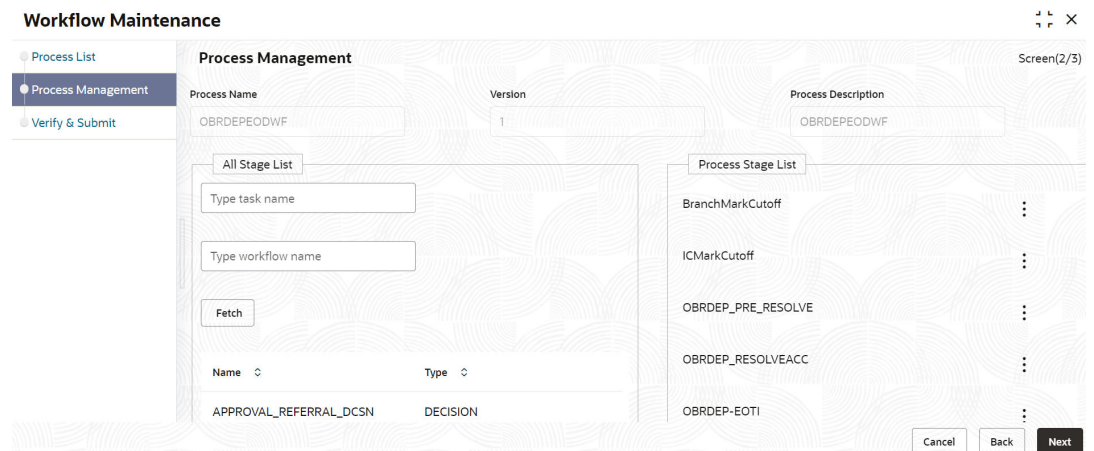 Workflow Maintenance
Process List
Process Management
Verify & Submit
Process Management
Screen(2/3)
Process Name
Version
Process Description
OBRDEPEODWF
1
OBRDEPEODWF
All Stage List
Type task name
Type workflow name
Fetch
Name Type
APPROVAL_REFERRAL_DCSN DECISION
Process Stage List
BranchMarkCutoff
ICMarkCutoff
OBRDEP_PRE_RESOLVE
OBRDEP_RESOLVEACC
OBRDEP-EOTI
Cancel Back Next